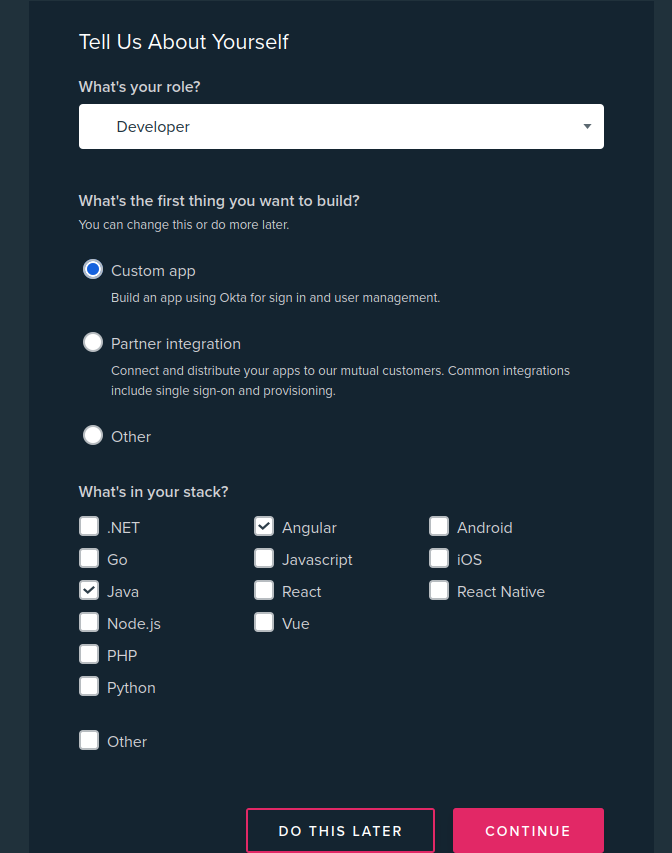 Tell Us About Yourself
What's your role?
Developer
What's the first thing you want to build?
You can change this or do more later.
Custom app
Build an app using Okta for sign in and user management.
Partner integration
Connect and distribute your apps to our mutual customers. Common integrations
include single sign-on and provisioning.
Other
What's in your stack?
.NET
Angular
Android
Go
Javascript
iOS
Java
React
React Native
Node.js
Vue
PHP
Python
Other
DO THIS LATER
CONTINUE